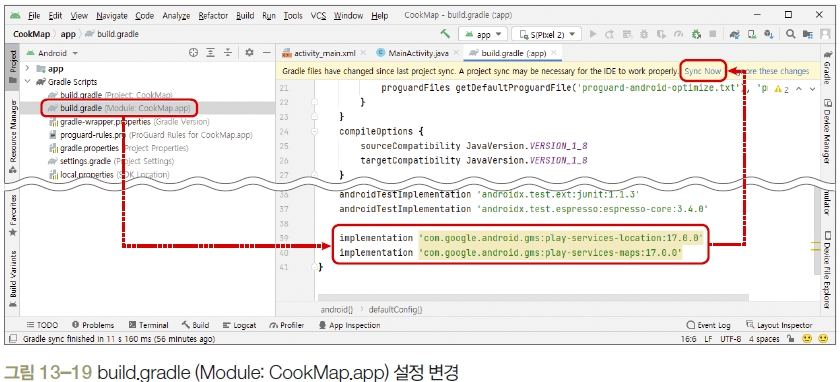 File Edit View Navigate Code Analyze Refactor Build Run Tools VCS Window Help CookMap - build.gradle (:app)
CookMap app build.gradle
app S(Pixel 2)
Android
activity_main.xml MainActivity.java build.gradle (:app)
Gradle files have changed since last project sync. A project sync may be necessary for the IDE to work properly. Sync Now these changes
app
Gradle Scripts
build.gradle (Project: CookMap)
build.gradle (Module: CookMap.app)
gradle-wrapper.properties (Gradle Version)
proguard-rules.pro (ProGuard Rules for CookMap.app)
gradle.properties (Project Properties)
settings.gradle (Project Settings)
local.properties (SDK Location)
Project
Resource Manager
Favorites
Build Variants
21 proguardFiles getDefaultProguardFile('proguard-android-optimize.txt'), 2
22 }
23 }
24 compileOptions {
25 sourceCompatibility JavaVersion.VERSION_1_8
26 targetCompatibility JavaVersion.VERSION_1_8
27 }
36 androidTestImplementation 'androidx.test.ext:junit:1.1.3'
37 androidTestImplementation 'androidx.test.espresso:espresso-core:3.4.0'
38
39 implementation 'com.google.android.gms:play-services-location:17.0.0'
40 implementation 'com.google.android.gms:play-services-maps:17.0.0'
41 }
android{} defaultConfig{}
Gradle
Device Manager
Device File Explorer
TODO Problems Terminal Build Logcat Profiler App Inspection Event Log Layout Inspector
Gradle sync finished in 11 s 160 ms (56 minutes ago) 16:6 LF UTF-8 4 spaces
그림 13-19 build.gradle (Module: CookMap.app) 설정 변경